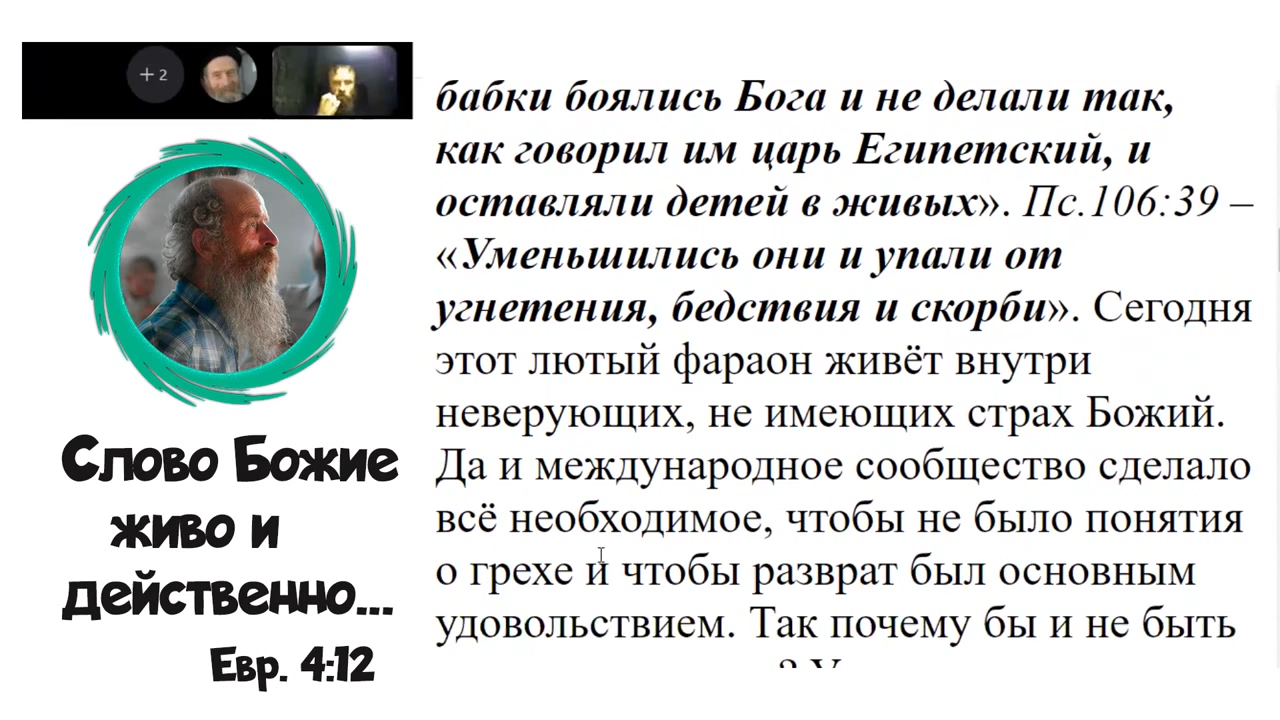 + 2
бабки боялись Бога и не делали так,
как говорил им царь Египетский, и
оставляли детей в живых». Пс.106:39 –
«Уменьшились они и упали от
угнетения, бедствия и скорби». Сегодня
этот лютый фараон живёт внутри
неверующих, не имеющих страх Божий.
Да и международное сообщество сделало
всё необходимое, чтобы не было понятия
о грехе и чтобы разврат был основным
удовольствием. Так почему бы и не быть
Слово Божие
живо и
действенно...
Евр. 4:12